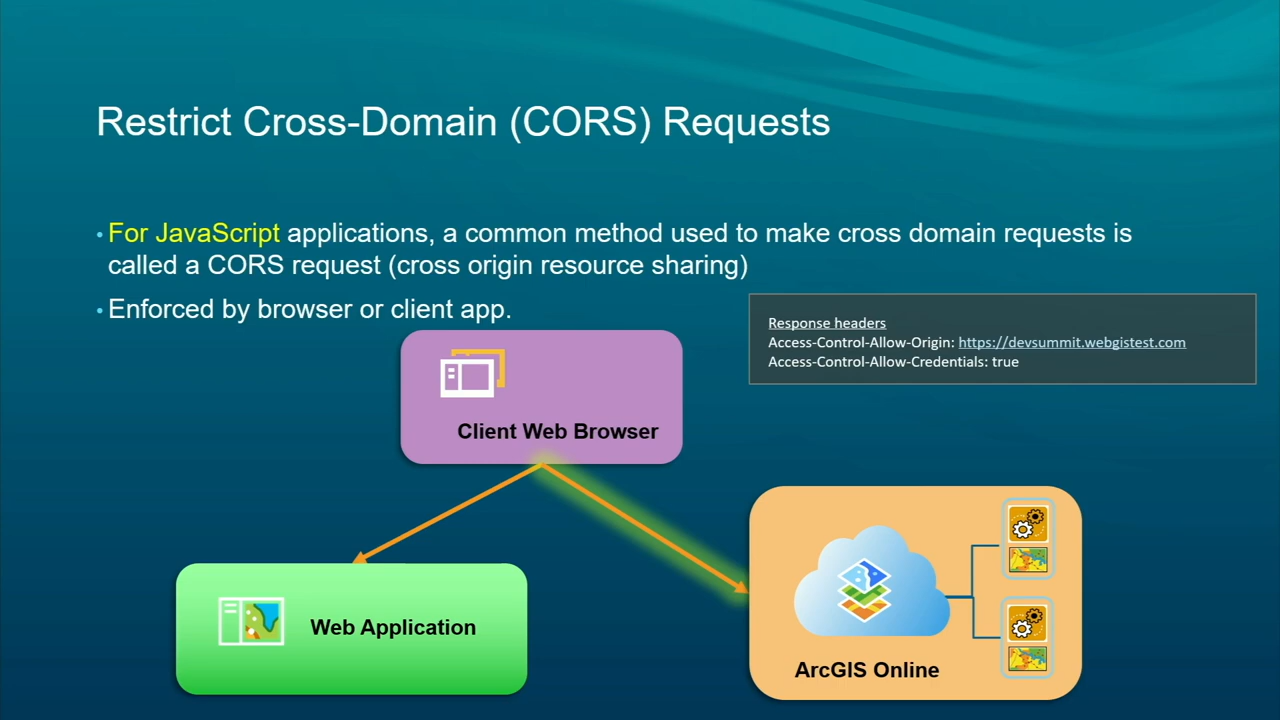 Restrict Cross-Domain (CORS) Requests
• For JavaScript applications, a common method used to make cross domain requests is
called a CORS request (cross origin resource sharing)
• Enforced by browser or client app.
Response headers
Access-Control-Allow-Origin: https://devsummit.webgistest.com
Access-Control-Allow-Credentials: true
Client Web Browser
Web Application
ArcGIS Online